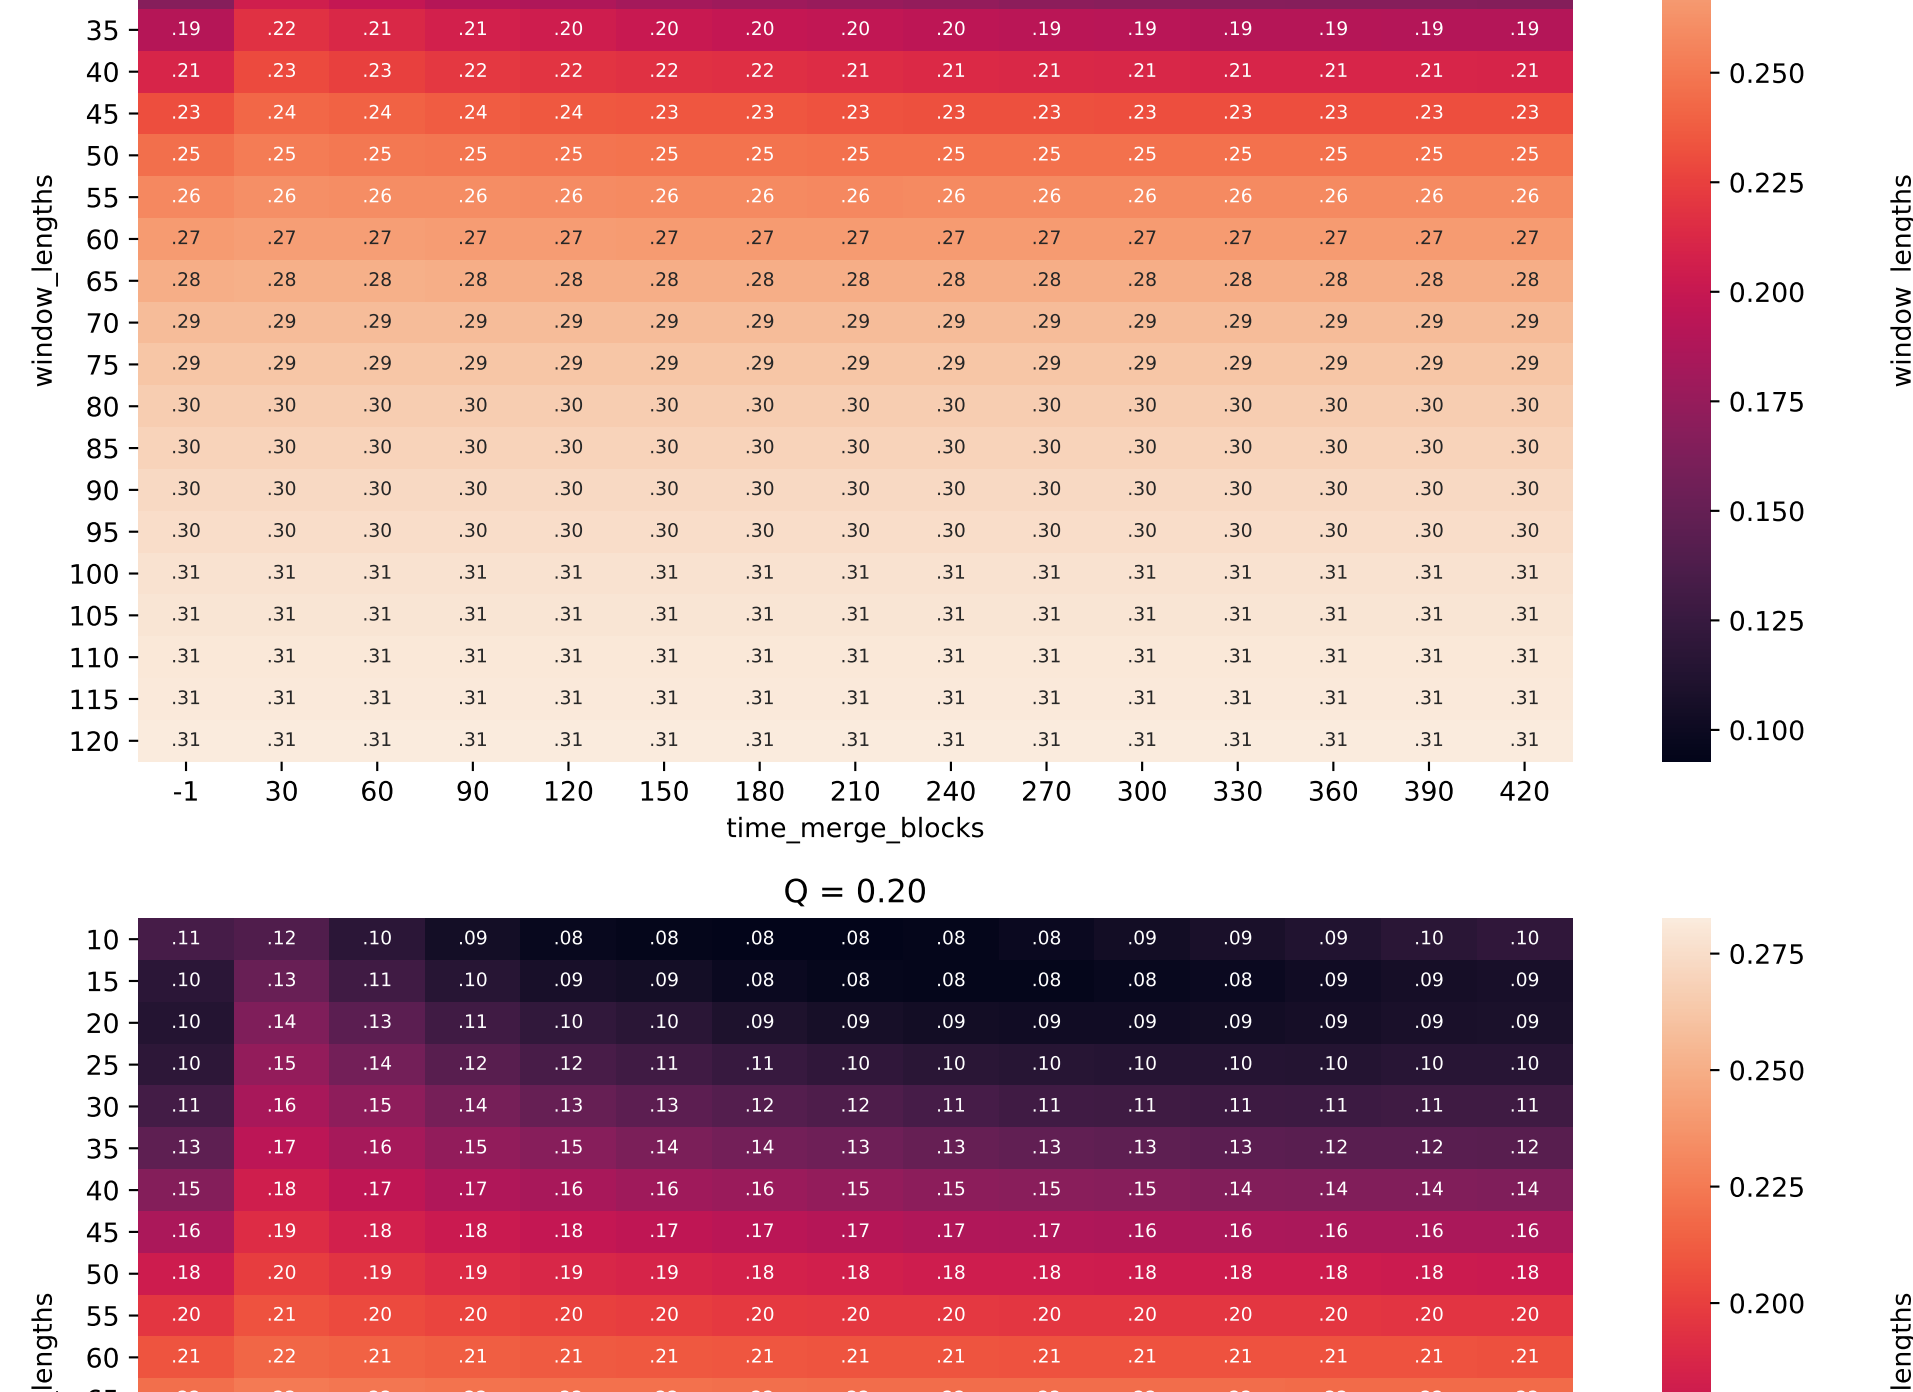 35 .19 .22 .21 .21 .20 .20 .20 .20 .20 .19 .19 .19 .19 .19 .19
40 .21 .23 .23 .22 .22 .22 .22 .21 .21 .21 .21 .21 .21 .21 .21
45 .23 .24 .24 .24 .24 .23 .23 .23 .23 .23 .23 .23 .23 .23 .23
50 .25 .25 .25 .25 .25 .25 .25 .25 .25 .25 .25 .25 .25 .25 .25
55 .26 .26 .26 .26 .26 .26 .26 .26 .26 .26 .26 .26 .26 .26 .26
60 .27 .27 .27 .27 .27 .27 .27 .27 .27 .27 .27 .27 .27 .27 .27
65 .28 .28 .28 .28 .28 .28 .28 .28 .28 .28 .28 .28 .28 .28 .28
70 .29 .29 .29 .29 .29 .29 .29 .29 .29 .29 .29 .29 .29 .29 .29
75 .29 .29 .29 .29 .29 .29 .29 .29 .29 .29 .29 .29 .29 .29 .29
80 .30 .30 .30 .30 .30 .30 .30 .30 .30 .30 .30 .30 .30 .30 .30
85 .30 .30 .30 .30 .30 .30 .30 .30 .30 .30 .30 .30 .30 .30 .30
90 .30 .30 .30 .30 .30 .30 .30 .30 .30 .30 .30 .30 .30 .30 .30
95 .30 .30 .30 .30 .30 .30 .30 .30 .30 .30 .30 .30 .30 .30 .30
100 .31 .31 .31 .31 .31 .31 .31 .31 .31 .31 .31 .31 .31 .31 .31
105 .31 .31 .31 .31 .31 .31 .31 .31 .31 .31 .31 .31 .31 .31 .31
110 .31 .31 .31 .31 .31 .31 .31 .31 .31 .31 .31 .31 .31 .31 .31
115 .31 .31 .31 .31 .31 .31 .31 .31 .31 .31 .31 .31 .31 .31 .31
120 .31 .31 .31 .31 .31 .31 .31 .31 .31 .31 .31 .31 .31 .31 .31
-1 30 60 90 120 150 180 210 240 270 300 330 360 390 420
time_merge_blocks
window_lengths
0.250
0.225
0.200
0.175
0.150
0.125
0.100
window_lengths
Q = 0.20
10 .11 .12 .10 .09 .08 .08 .08 .08 .08 .08 .09 .09 .09 .10 .10
15 .10 .13 .11 .10 .09 .09 .08 .08 .08 .08 .08 .08 .09 .09 .09
20 .10 .14 .13 .11 .10 .10 .09 .09 .09 .09 .09 .09 .09 .09 .09
25 .10 .15 .14 .12 .12 .11 .11 .10 .10 .10 .10 .10 .10 .10 .10
30 .11 .16 .15 .14 .13 .13 .12 .12 .11 .11 .11 .11 .11 .11 .11
35 .13 .17 .16 .15 .15 .14 .14 .13 .13 .13 .13 .13 .12 .12 .12
40 .15 .18 .17 .17 .16 .16 .16 .15 .15 .15 .15 .14 .14 .14 .14
45 .16 .19 .18 .18 .18 .17 .17 .17 .17 .17 .16 .16 .16 .16 .16
50 .18 .20 .19 .19 .19 .19 .18 .18 .18 .18 .18 .18 .18 .18 .18
55 .20 .21 .20 .20 .20 .20 .20 .20 .20 .20 .20 .20 .20 .20 .20
60 .21 .22 .21 .21 .21 .21 .21 .21 .21 .21 .21 .21 .21 .21 .21
lengths
0.275
0.250
0.225
0.200
lengths